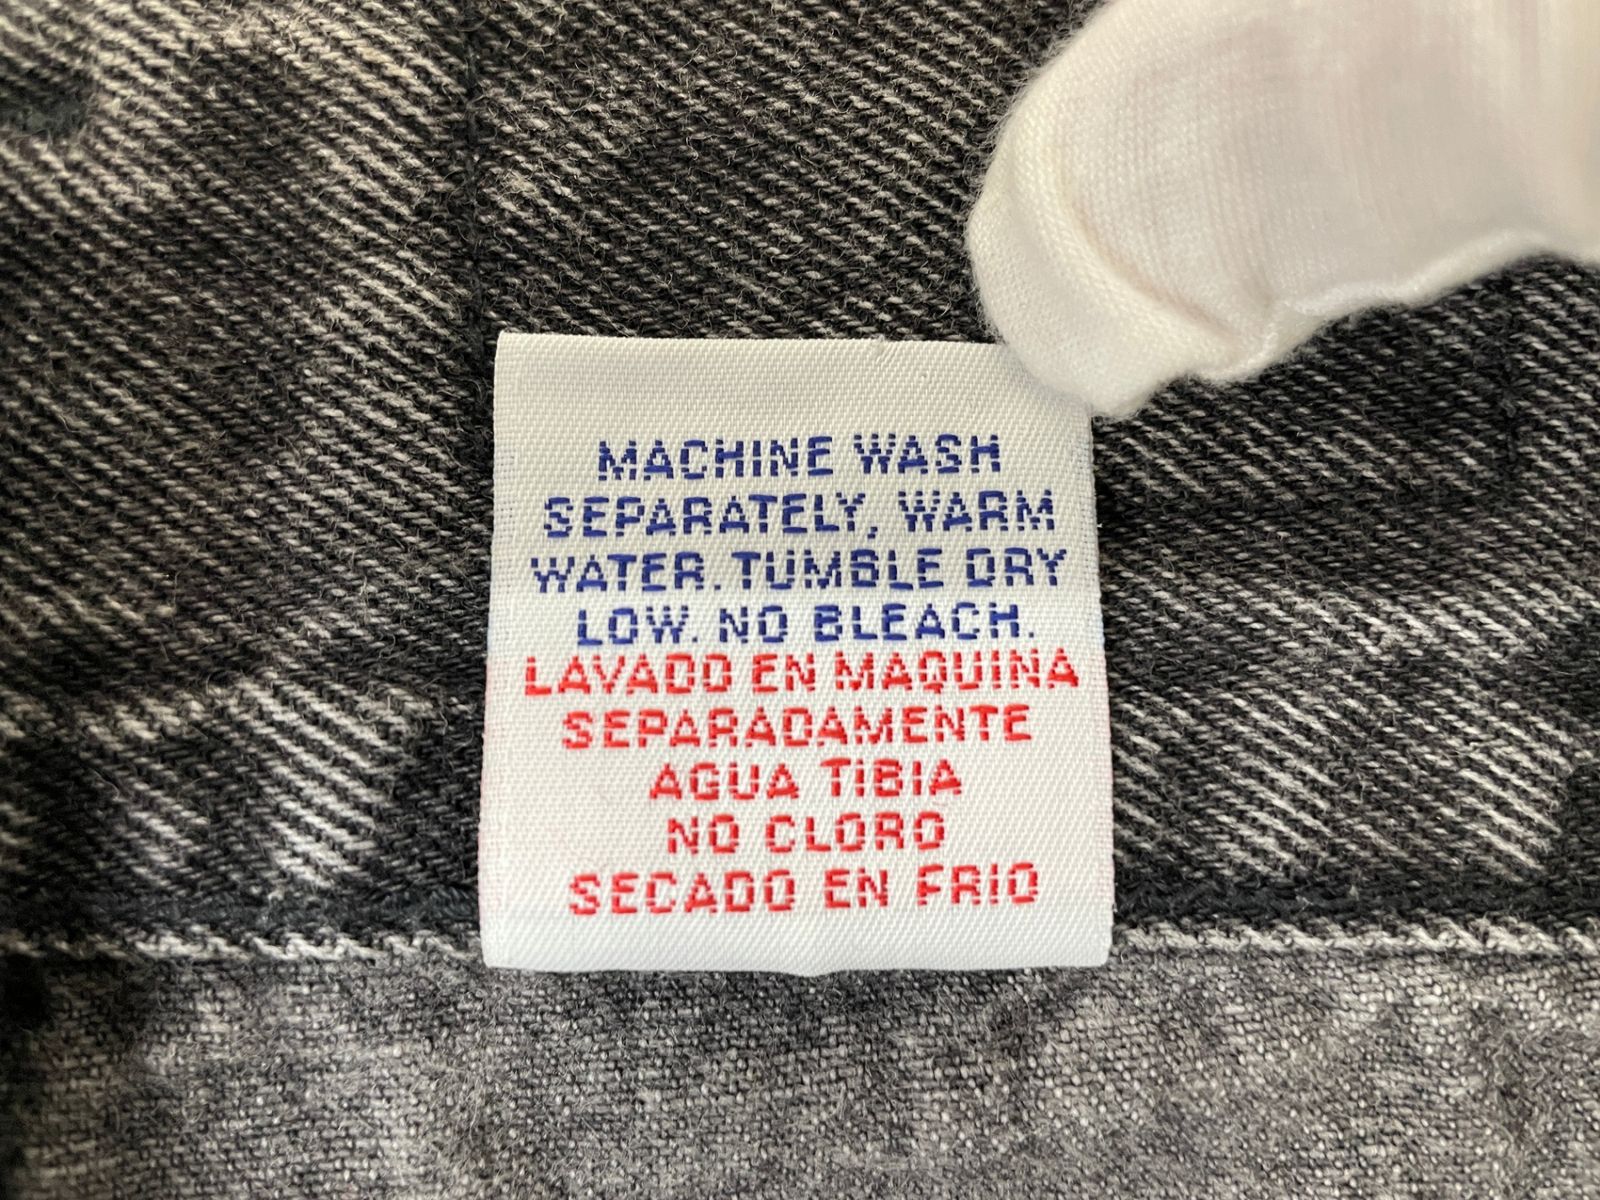 MACHINE WASH
SEPARATELY, WARM
WATER. TUMBLE DRY
LOW. NO BLEACH.
LAVADO EN MAQUINA
SEPARADAMENTE
AGUA TIBIA
NO CLORO
SECADO EN FRIO